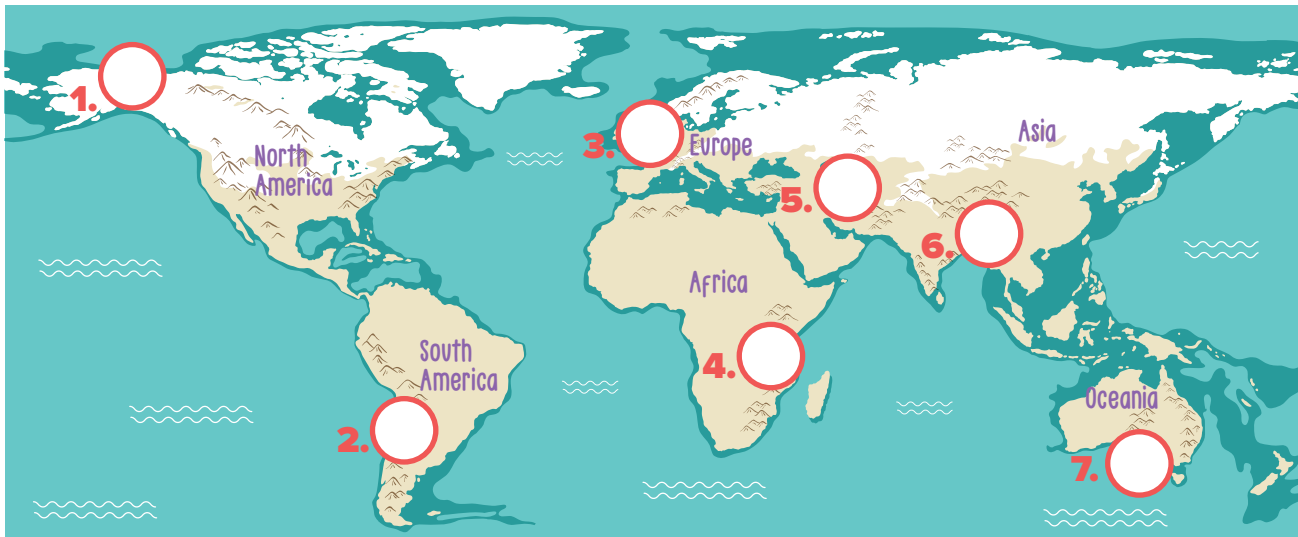 1.
North
America
2.
South
America
3.
Europe
Africa
4.
5.
Asia
6.
Oceania
7.